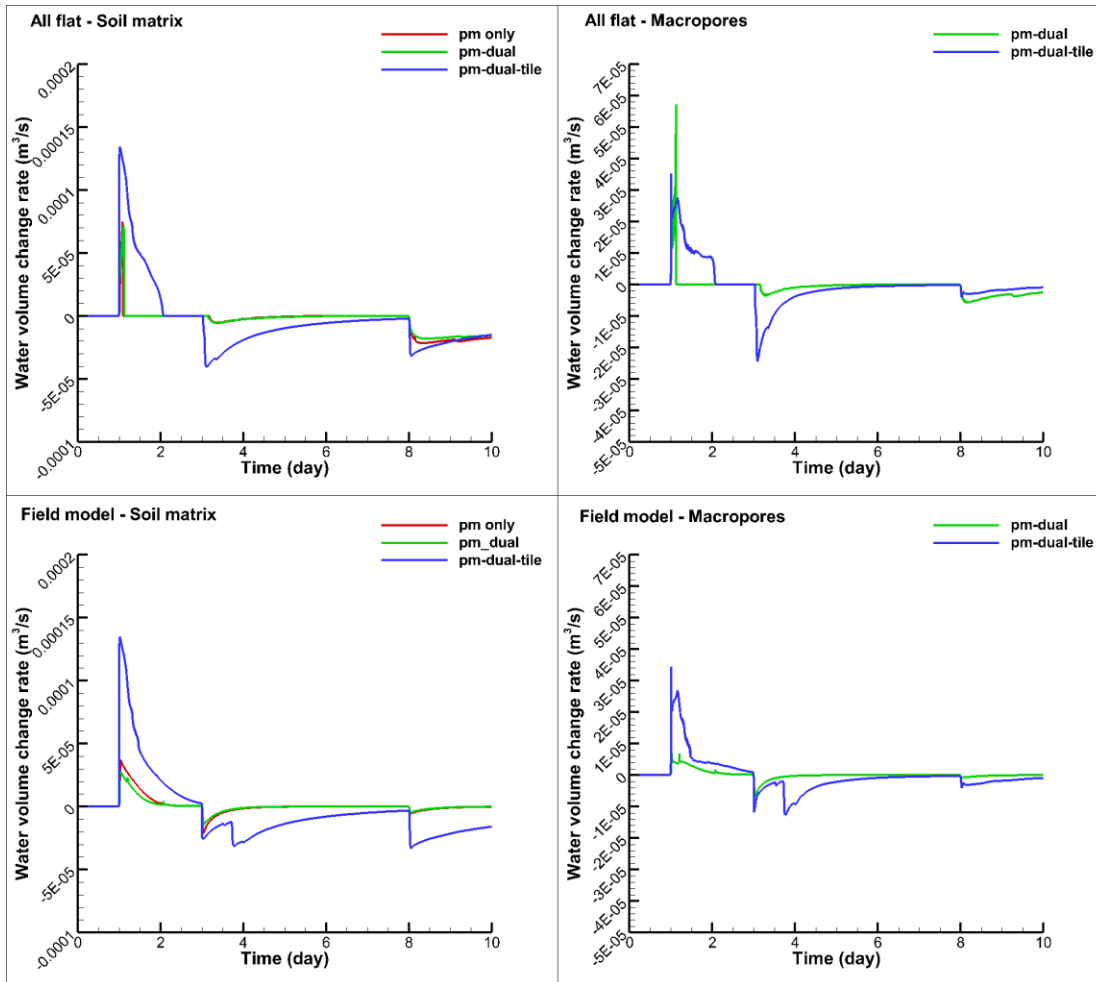 All flat - Soil matrix
pm only
pm-dual
pm-dual-tile
Water volume change rate (m³/s)
0.0002
0.00015
0.0001
5E-05
0
-5E-05
-0.0001
0 2 4 6 8 10
Time (day)
All flat - Macropores
pm-dual
pm-dual-tile
Water volume change rate (m³/s)
7E-05
6E-05
5E-05
4E-05
3E-05
2E-05
1E-05
0
-1E-05
-2E-05
-3E-05
-4E-05
-5E-05
0 2 4 6 8 10
Time (day)
Field model - Soil matrix
pm only
pm_dual
pm-dual-tile
Water volume change rate (m³/s)
0.0002
0.00015
0.0001
5E-05
0
-5E-05
-0.0001
0 2 4 6 8 10
Time (day)
Field model - Macropores
pm-dual
pm-dual-tile
Water volume change rate (m³/s)
7E-05
6E-05
5E-05
4E-05
3E-05
2E-05
1E-05
0
-1E-05
-2E-05
-3E-05
-4E-05
-5E-05
0 2 4 6 8 10
Time (day)